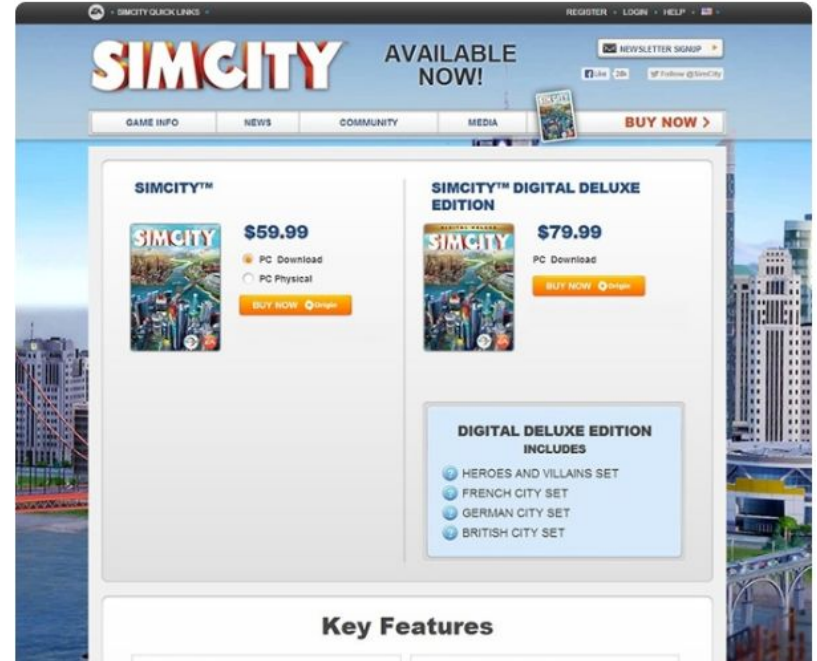 SIMCITY QUICK LINKS
REGISTER LOGIN HELP
SIMCITY
AVAILABLE
NOW!
NEWSLETTER SIGNUP
Like 28k
Follow @SimCity
GAME INFO NEWS COMMUNITY MEDIA BUY NOW >
SIMCITY™
$59.99
PC Download
PC Physical
BUY NOW Origin
SIMCITY
SIMCITY™ DIGITAL DELUXE
EDITION
$79.99
PC Download
BUY NOW Origin
DIGITAL DELUXE
SIMCITY
DIGITAL DELUXE EDITION
INCLUDES
HEROES AND VILLAINS SET
FRENCH CITY SET
GERMAN CITY SET
BRITISH CITY SET
Key Features